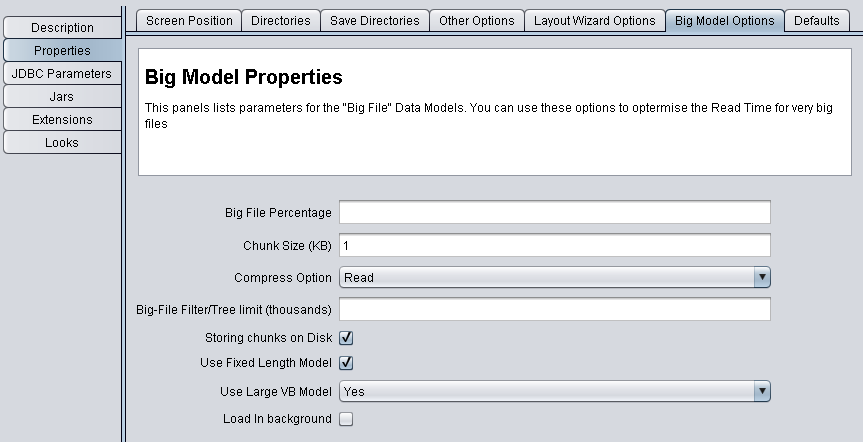 Description
Properties
JDBC Parameters
Jars
Extensions
Looks
Screen Position
Directories
Save Directories
Other Options
Layout Wizard Options
Big Model Options
Defaults
Big Model Properties
This panels lists parameters for the "Big File" Data Models. You can use these options to optermise the Read Time for very big
files
Big File Percentage
Chunk Size (KB) 1
Compress Option Read
Big-File Filter/Tree limit (thousands)
Storing chunks on Disk
Use Fixed Length Model
Use Large VB Model Yes
Load In background